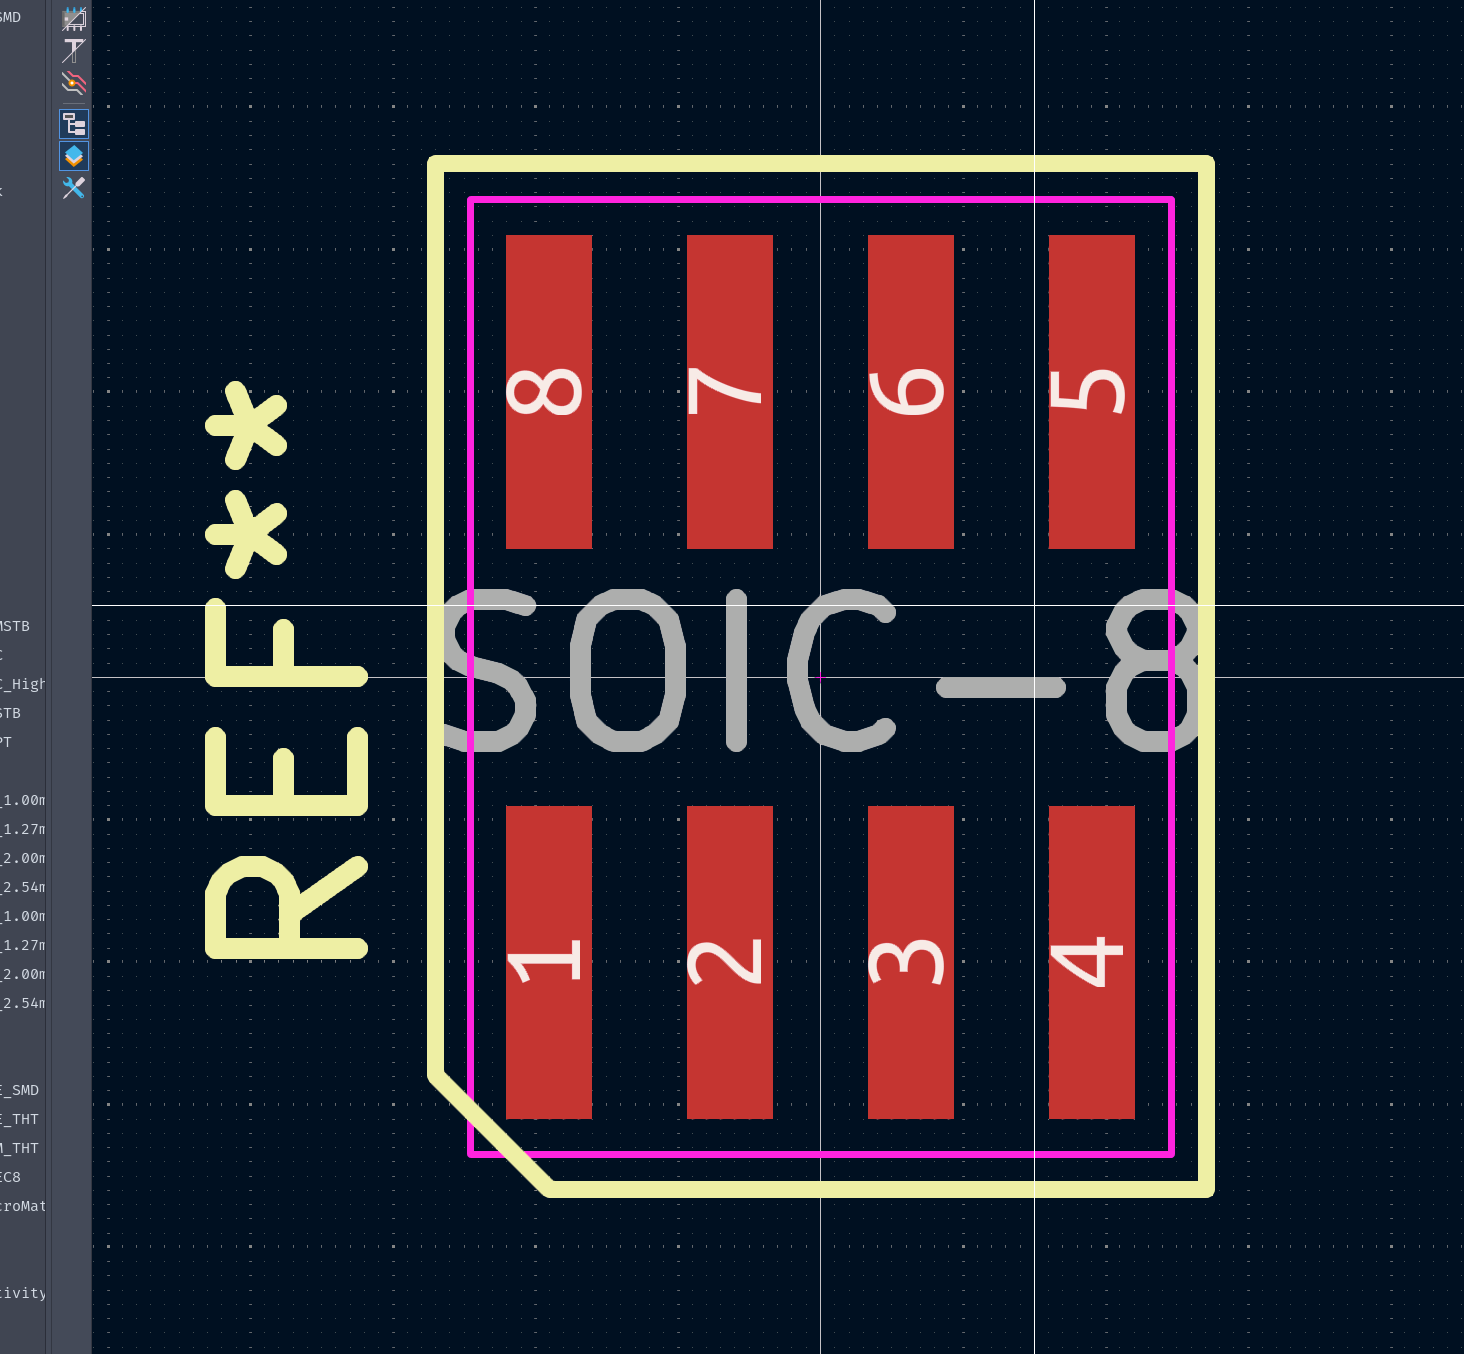 SMD
8
7
6
5
REF**
SOIC-8
1
2
3
4
MSTB
C
C_High
STB
PT
_1.00m
_1.27m
_2.00m
_2.54m
_1.00m
_1.27m
_2.00m
_2.54m
E_SMD
E_THT
M_THT
EC8
croMat
tivity